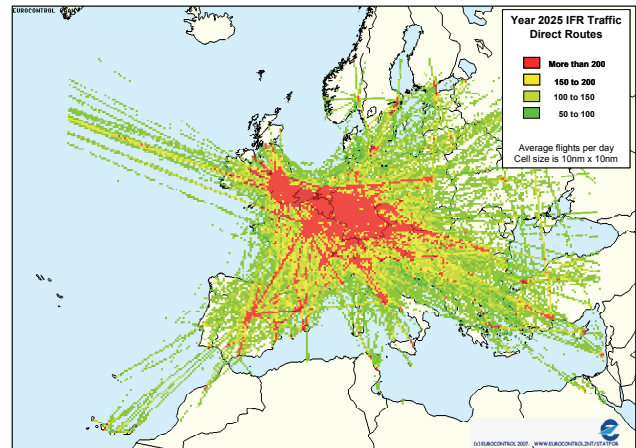 EUROCONTROL
Year 2025 IFR Traffic
Direct Routes
More than 200
150 to 200
100 to 150
50 to 100
Average flights per day
Cell size is 10nm x 10nm
(c) EUROCONTROL 2007. WWW.EUROCONTROL.INT/STATFOR